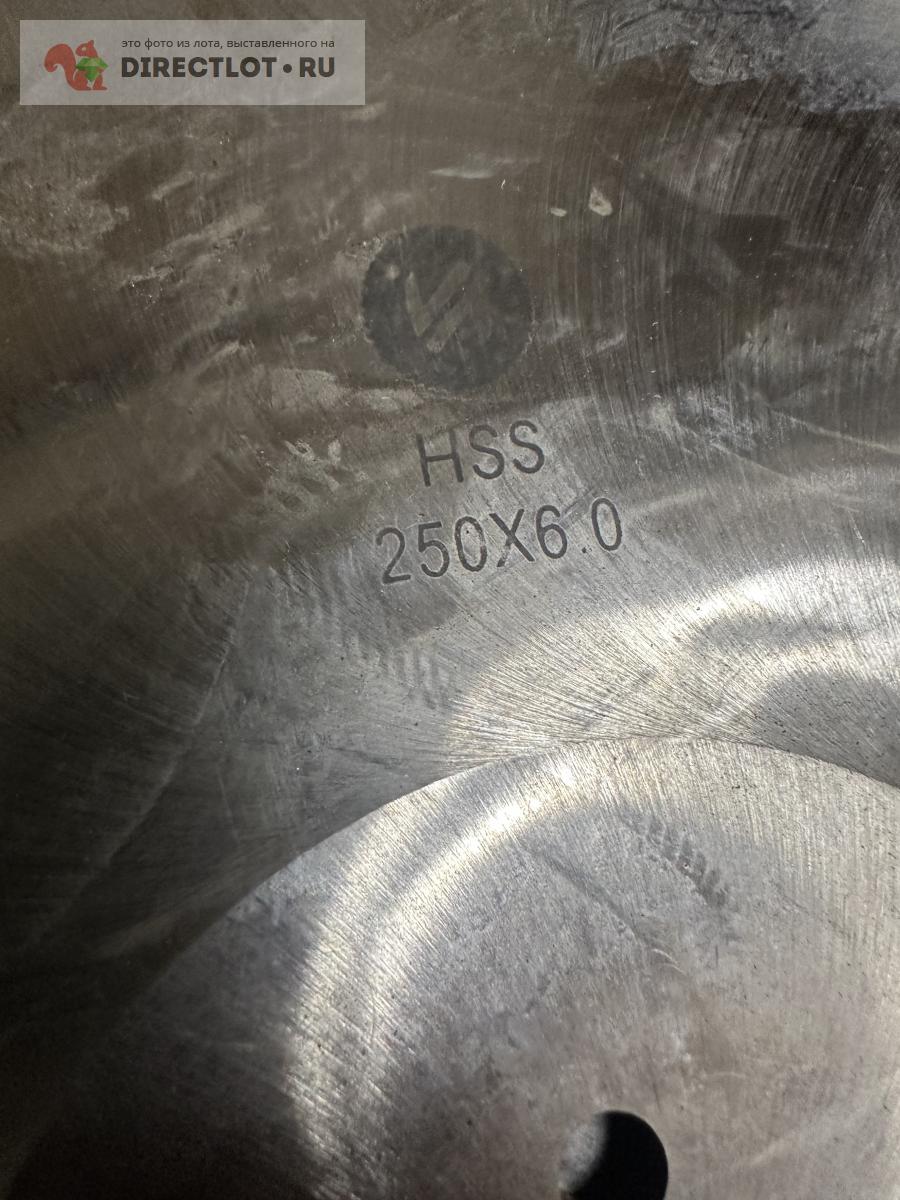 это фото из лота, выставленного на
DIRECTLOT•RU
HSS
250X6.0